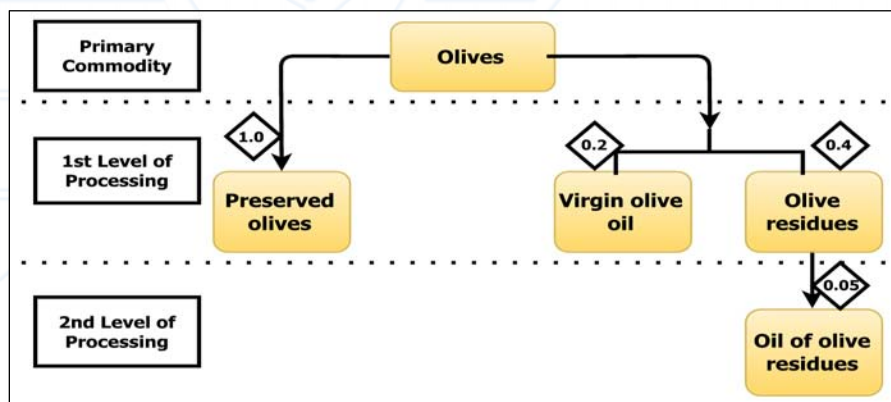 Primary
Commodity
Olives
1.0
0.2
0.4
1st Level of
Processing
Preserved
olives
Virgin olive
oil
Olive
residues
0.05
2nd Level of
Processing
Oil of olive
residues